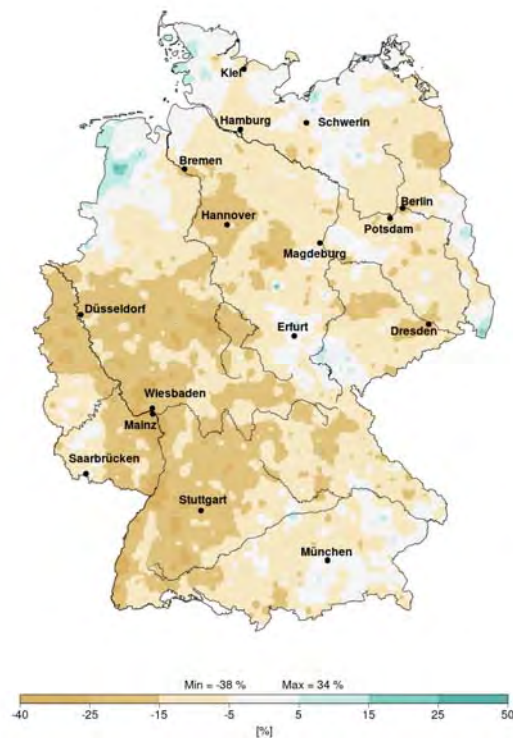 Kiel
Hamburg
Schwerin
Bremen
Berlin
Hannover
Potsdam
Magdeburg
Düsseldorf
Erfurt
Dresden
Wiesbaden
Mainz
Saarbrücken
Stuttgart
München
Min = -38 % Max = 34 %
-40 -25 -15 -5 5 15 25 50
[%]